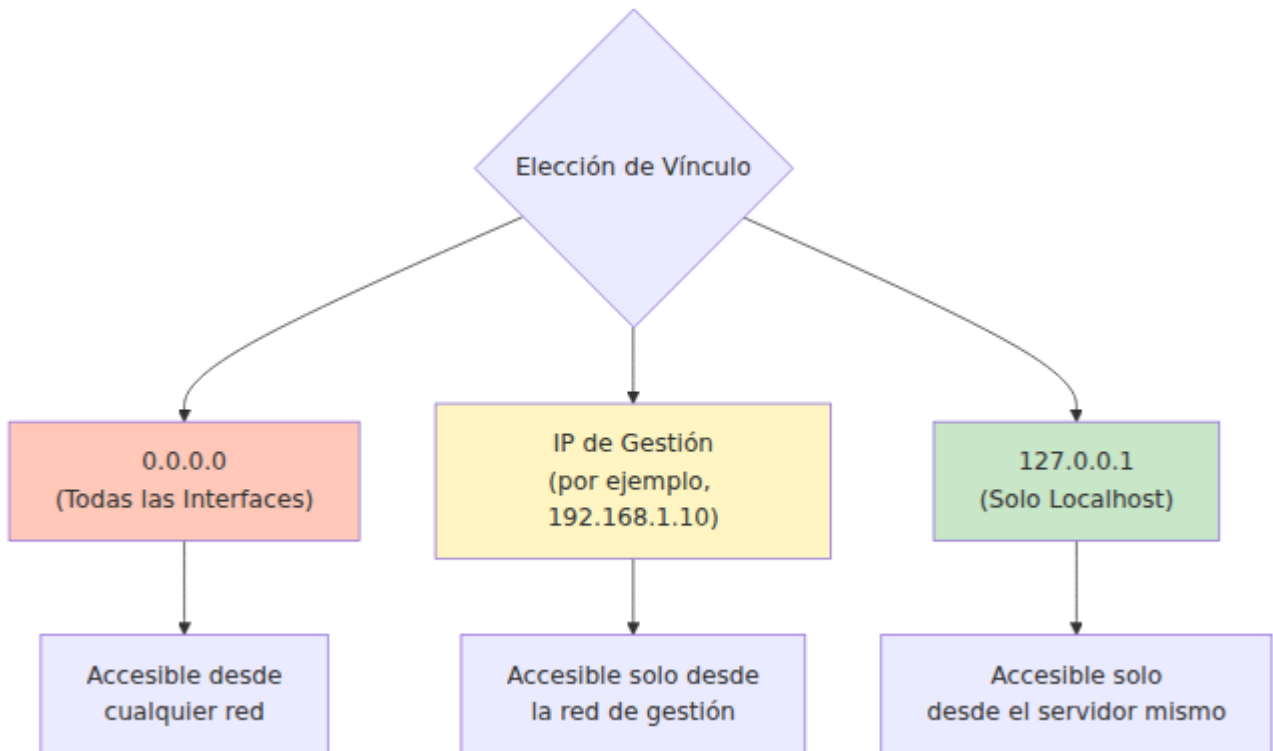 Elección de Vínculo
0.0.0.0
(Todas las Interfaces)
IP de Gestión
(por ejemplo,
192.168.1.10)
127.0.0.1
(Solo Localhost)
Accesible desde
cualquier red
Accesible solo desde
la red de gestión
Accesible solo
desde el servidor mismo